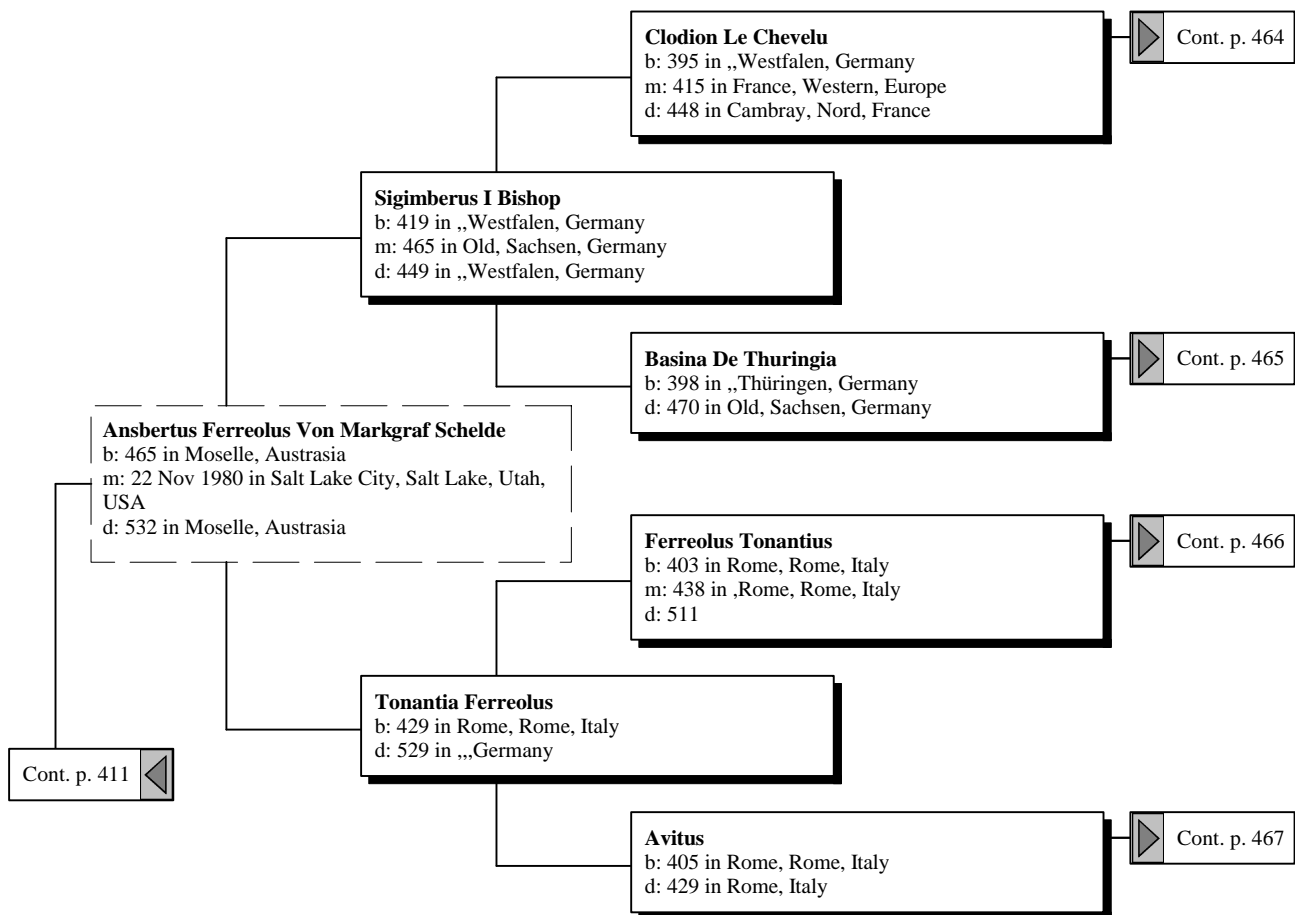 Clodion Le Chevelu
b: 395 in ,,Westfalen, Germany
m: 415 in France, Western, Europe
d: 448 in Cambray, Nord, France
Cont. p. 464
Sigimberus I Bishop
b: 419 in ,,Westfalen, Germany
m: 465 in Old, Sachsen, Germany
d: 449 in ,,Westfalen, Germany
Basina De Thuringia
b: 398 in ,,Thüringen, Germany
d: 470 in Old, Sachsen, Germany
Cont. p. 465
Ansbertus Ferreolus Von Markgraf Schelde
b: 465 in Moselle, Austrasia
m: 22 Nov 1980 in Salt Lake City, Salt Lake, Utah,
USA
d: 532 in Moselle, Austrasia
Ferreolus Tonantius
b: 403 in Rome, Rome, Italy
m: 438 in ,Rome, Rome, Italy
d: 511
Cont. p. 466
Tonantia Ferreolus
b: 429 in Rome, Rome, Italy
d: 529 in ,,,Germany
Cont. p. 411
Avitus
b: 405 in Rome, Rome, Italy
d: 429 in Rome, Italy
Cont. p. 467